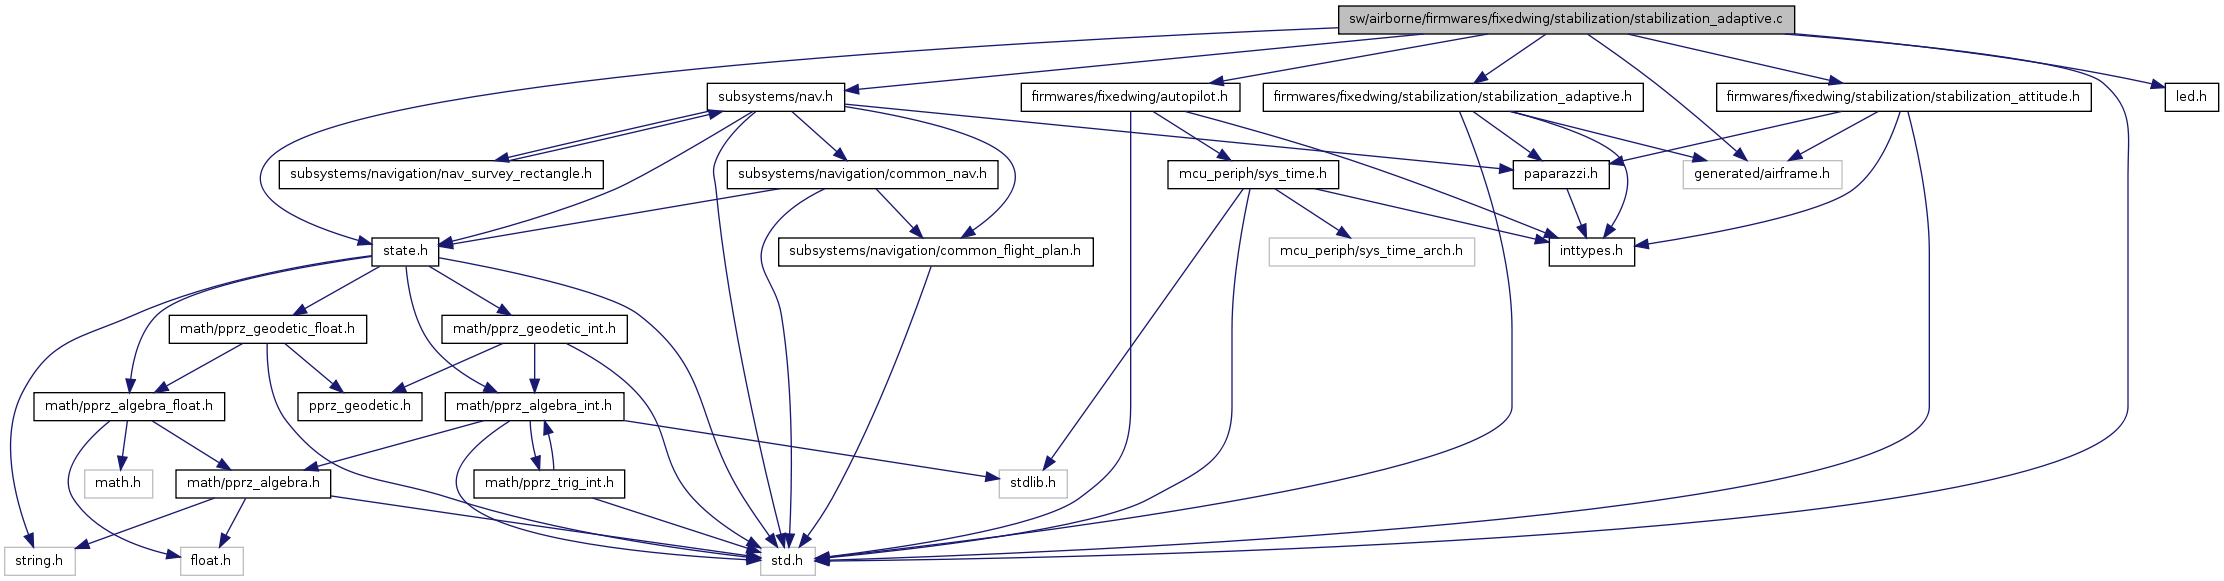 sw/airborne/firmwares/fixedwing/stabilization/stabilization_adaptive.c
subsystems/nav.h
firmwares/fixedwing/autopilot.h
firmwares/fixedwing/stabilization/stabilization_adaptive.h
firmwares/fixedwing/stabilization/stabilization_attitude.h
led.h
subsystems/navigation/nav_survey_rectangle.h
subsystems/navigation/common_nav.h
mcu_periph/sys_time.h
paparazzi.h
generated/airframe.h
state.h
subsystems/navigation/common_flight_plan.h
mcu_periph/sys_time_arch.h
inttypes.h
math/pprz_geodetic_float.h
math/pprz_geodetic_int.h
math/pprz_algebra_float.h
pprz_geodetic.h
math/pprz_algebra_int.h
math.h
math/pprz_algebra.h
math/pprz_trig_int.h
stdlib.h
string.h
float.h
std.h